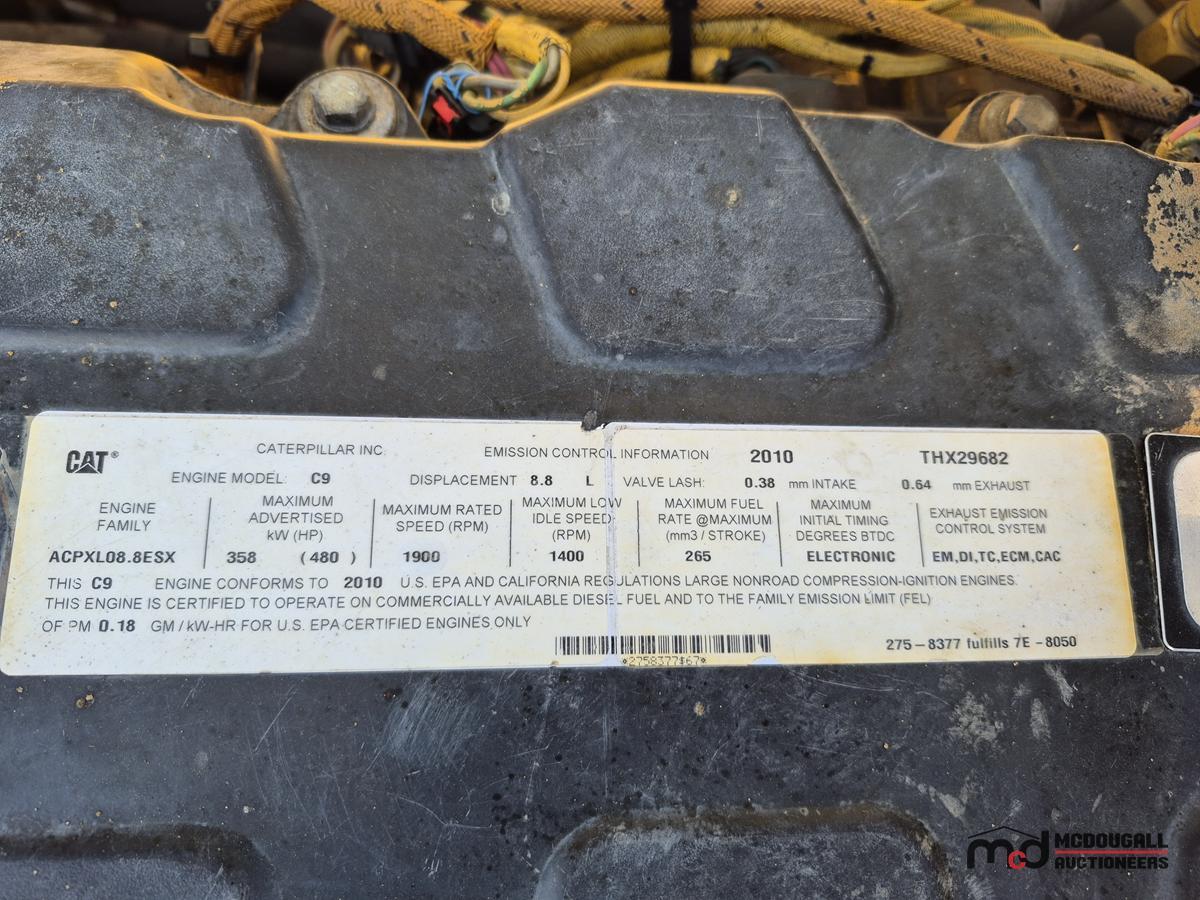 CAT® CATERPILLAR INC. EMISSION CONTROL INFORMATION 2010 THX29682
ENGINE MODEL: C9 DISPLACEMENT 8.8 L VALVE LASH: 0.38 mm INTAKE 0.64 mm EXHAUST
ENGINE FAMILY
ACPXL08.8ESX
MAXIMUM ADVERTISED
kW (HP)
358 (480)
MAXIMUM RATED
SPEED (RPM)
1900
MAXIMUM LOW
IDLE SPEED
(RPM)
1400
MAXIMUM FUEL
RATE @MAXIMUM
(mm3 / STROKE)
265
MAXIMUM
INITIAL TIMING
DEGREES BTDC
ELECTRONIC
EXHAUST EMISSION
CONTROL SYSTEM
EM,DI,TC,ECM,CAC
THIS C9 ENGINE CONFORMS TO 2010 U.S. EPA AND CALIFORNIA REGULATIONS LARGE NONROAD COMPRESSION-IGNITION ENGINES.
THIS ENGINE IS CERTIFIED TO OPERATE ON COMMERCIALLY AVAILABLE DIESEL FUEL AND TO THE FAMILY EMISSION LIMIT (FEL)
OF PM 0.18 GM / kW-HR FOR U.S. EPA CERTIFIED ENGINES ONLY
*2758377$67*
275-8377 fulfills 7E-8050
mcd MCDOUGALL
AUCTIONEERS